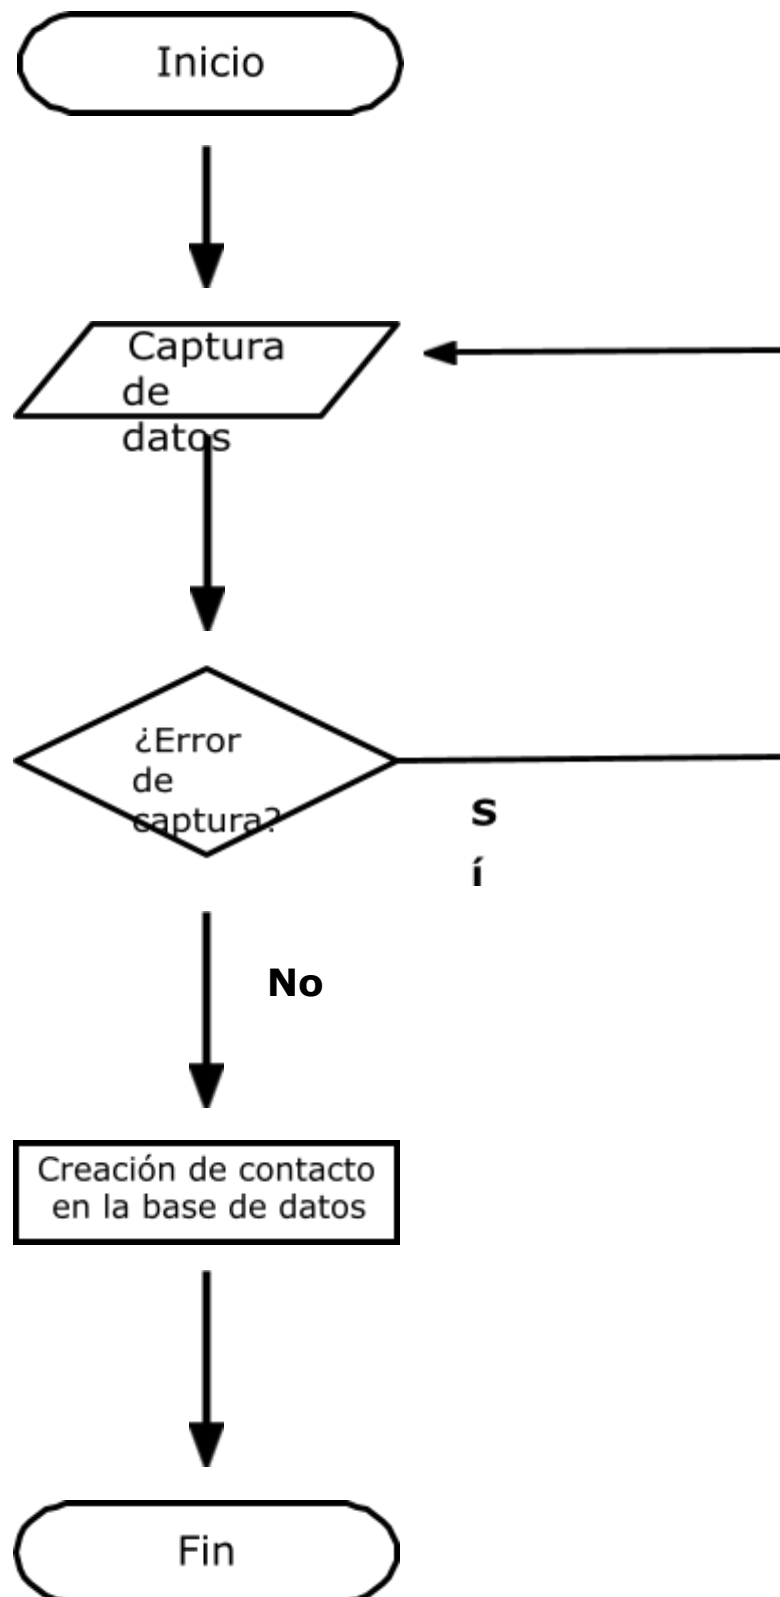 Inicio
Captura
de
datos
¿Error
de
captura?
S
í
No
Creación de contacto
en la base de datos
Fin